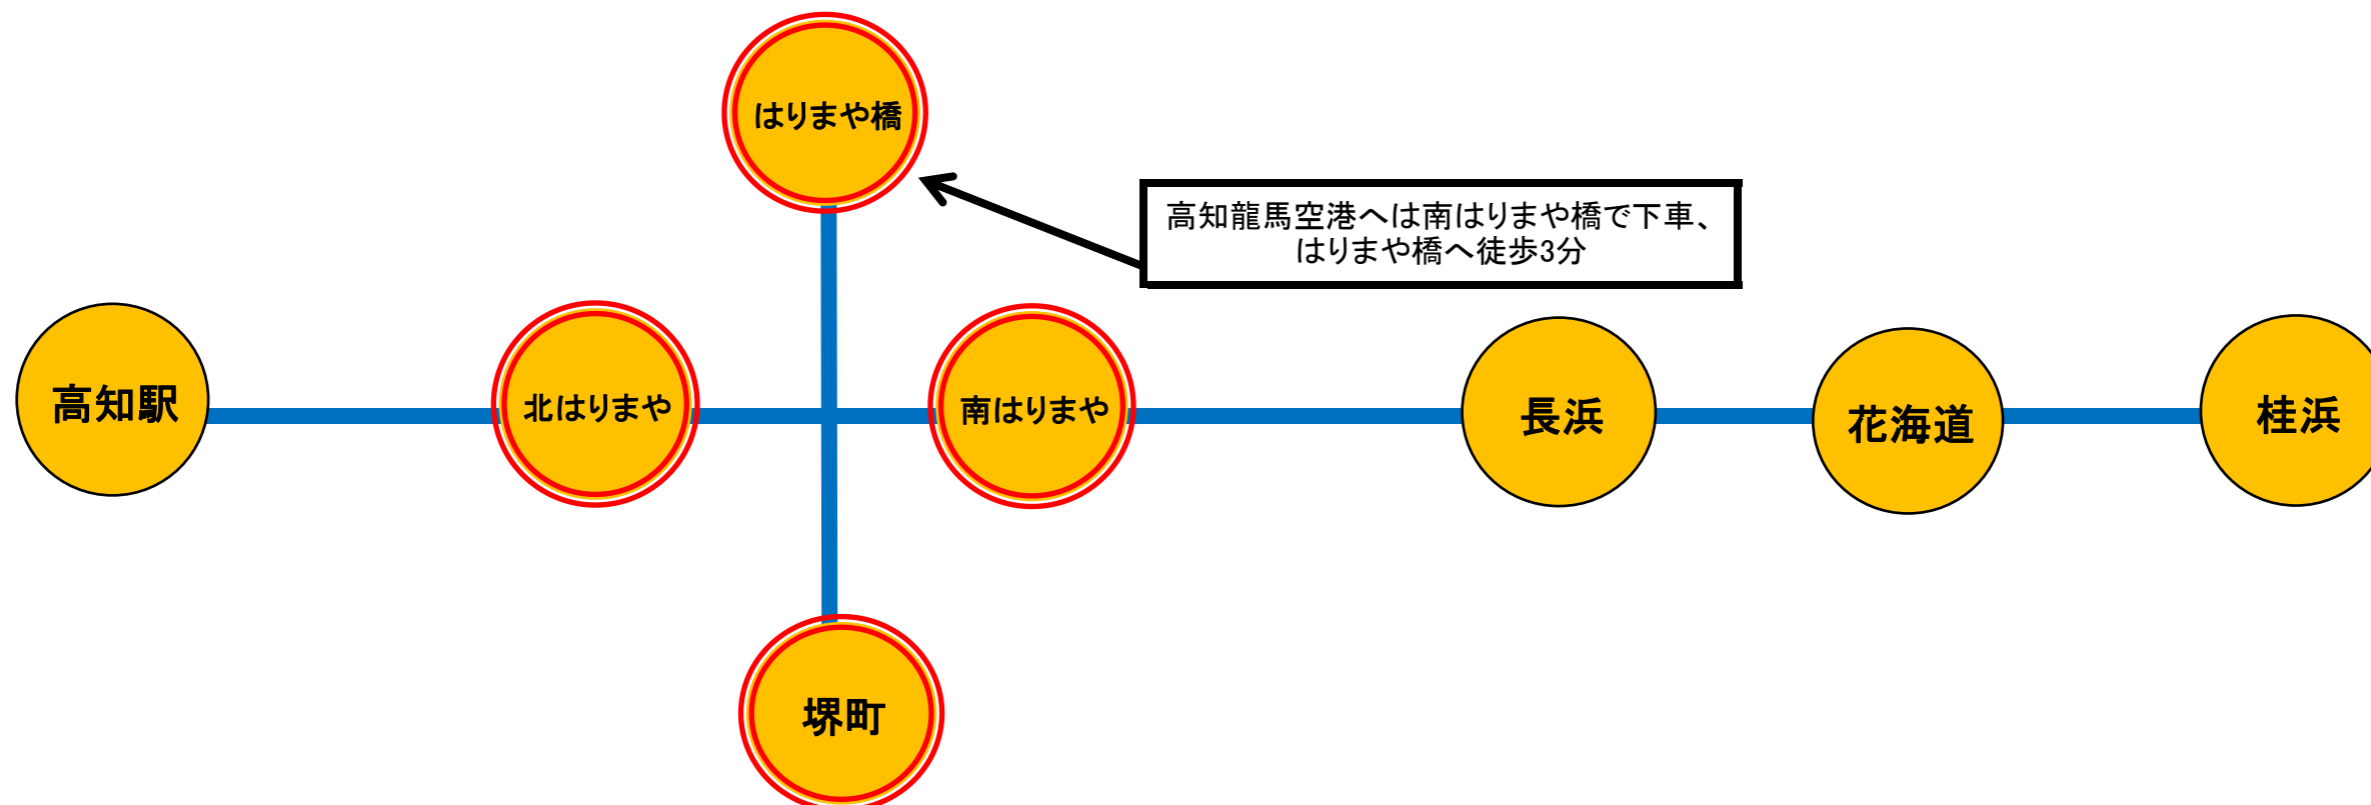 はりまや橋
高知龍馬空港へは南はりまや橋で下車、
はりまや橋へ徒歩3分
高知駅
北はりまや
南はりまや
長浜
花海道
桂浜
堺町